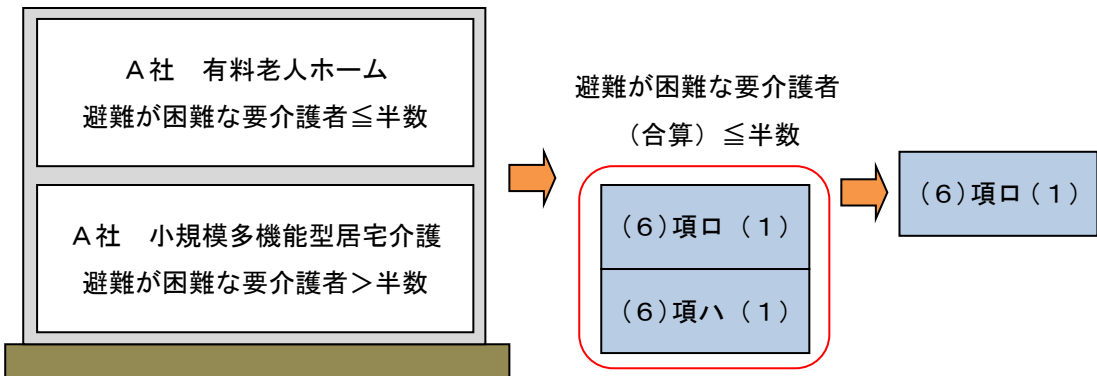 A社　有料老人ホーム
避難が困難な要介護者≦半数
A社　小規模多機能型居宅介護
避難が困難な要介護者＞半数
避難が困難な要介護者
（合算）≦半数
（６）項ロ（１）
（６）項ハ（１）
（６）項ロ（１）